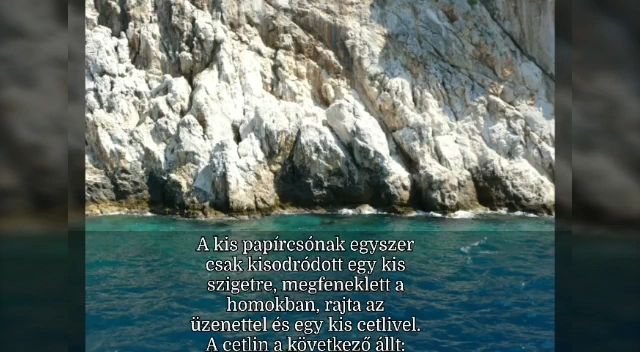 A kis papírcsónak egyszer
csak kisodródott egy kis
szigetre, megfeneklett a
homokban, rajta az
üzenettel és egy kis cetlivel.
A cetlin a következő állt: